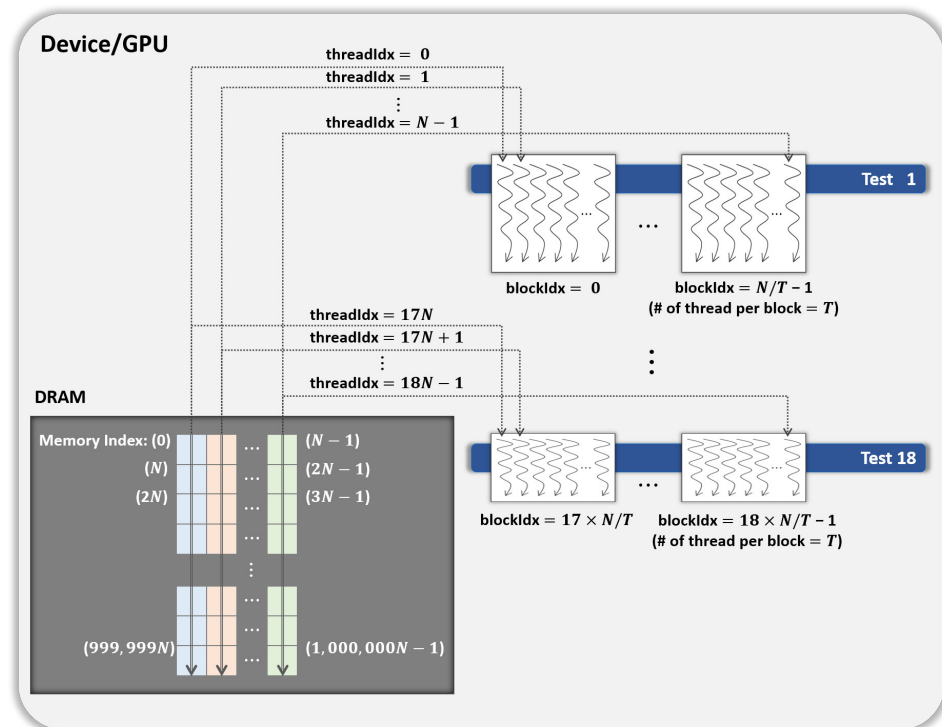 Device/GPU
threadIdx = 0
threadIdx = 1
⋮
threadIdx = N − 1
Test 1
... ...
...
blockIdx = 0
blockIdx = N/T − 1
(# of thread per block = T)
threadIdx = 17N
threadIdx = 17N + 1
⋮
threadIdx = 18N − 1
⋮
DRAM
Memory Index: (0) ... (N − 1)
(N) ... (2N − 1)
(2N) ... (3N − 1)
...
⋮
...
...
(999,999N) ... (1,000,000N − 1)
Test 18
... ...
...
blockIdx = 17 × N/T
blockIdx = 18 × N/T − 1
(# of thread per block = T)